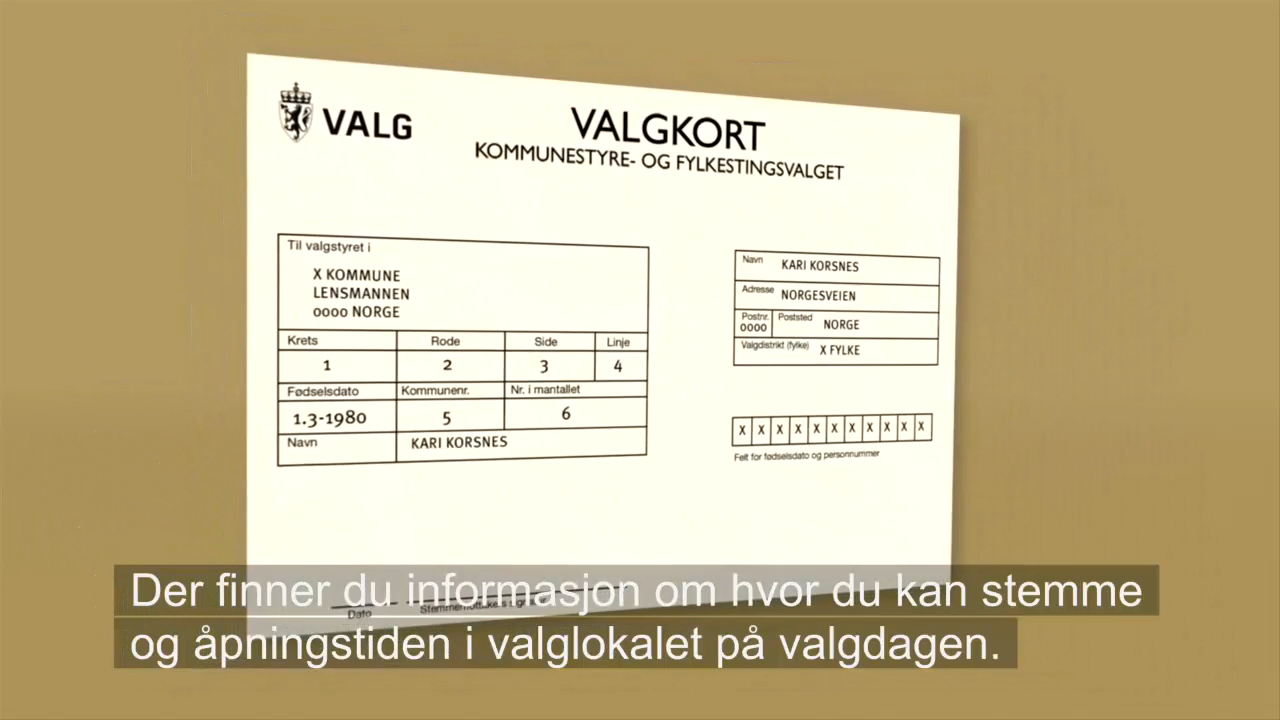 VALG
VALGKORT
KOMMUNESTYRE- OG FYLKESTINGSVALGET
Til valgstyret i
X KOMMUNE
LENSMANNEN
0000 NORGE
Krets Rode Side Linje
1 2 3 4
Fødselsdato Kommunenr. Nr. i mantallet
1.3-1980 5 6
Navn KARI KORSNES
Navn KARI KORSNES
Adresse NORGESVEIEN
Postnr. Poststed
0000 NORGE
Valgdistrikt (fylke) X FYLKE
X X X X X X X X X X X
Felt for fødselsdato og personnummer
Dato
Der finner du informasjon om hvor du kan stemme
og åpningstiden i valglokalet på valgdagen.